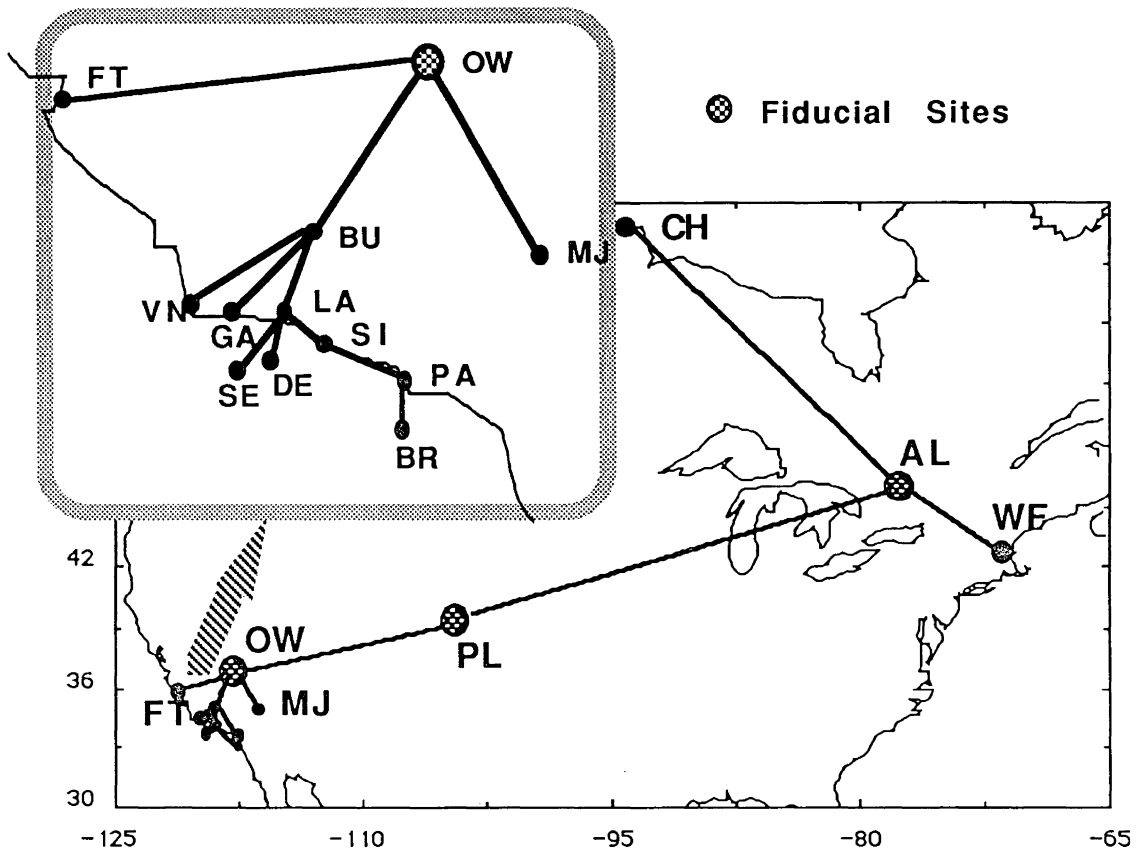 FT
OW
Fiducial Sites
BU
MJ
CH
VN
LA
GA
SI
SE
DE
PA
BR
AL
WF
42
OW
PL
36
FT
MJ
30
-125
-110
-95
-80
-65